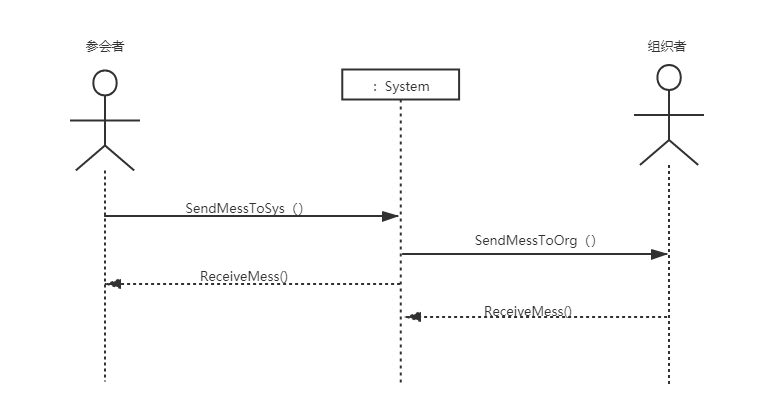 参会者
组织者
：System
SendMessToSys（）
SendMessToOrg（）
ReceiveMess()
ReceiveMess()